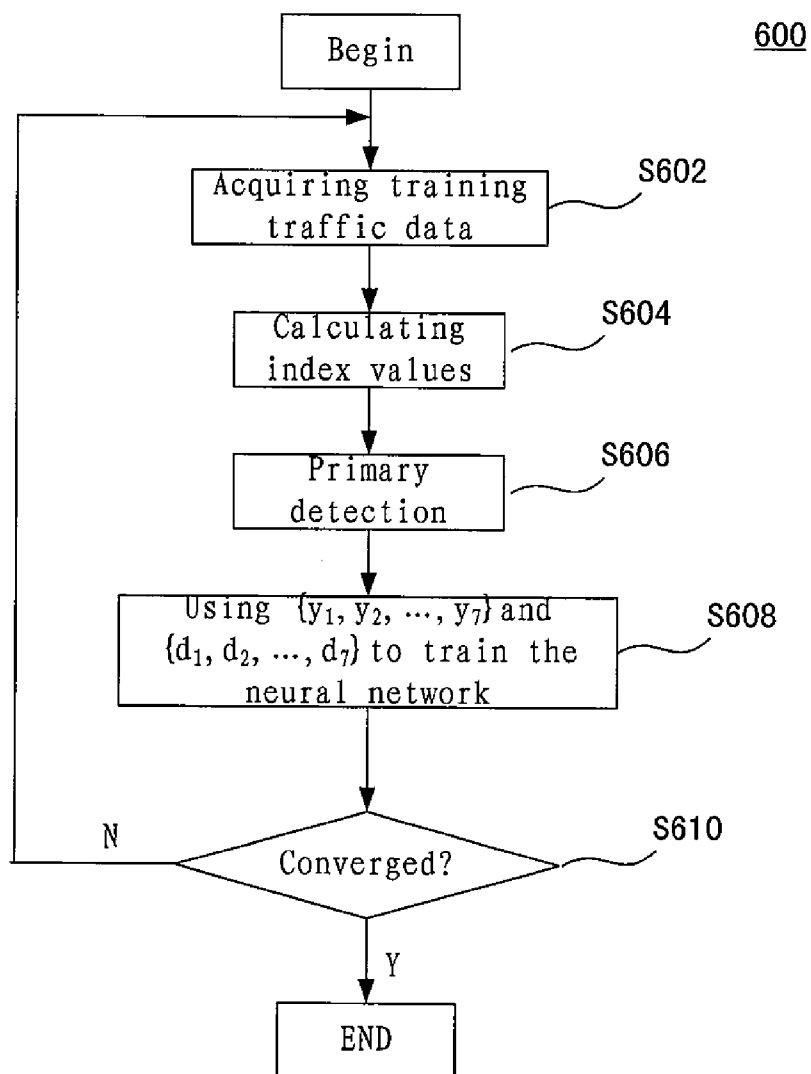 600
Begin
Acquiring training
traffic data
S602
Calculating
index values
S604
Primary
detection
S606
Using {y₁, y₂, ..., y₇} and
{d₁, d₂, ..., d₇} to train the
neural network
S608
Converged?
S610
N
Y
END